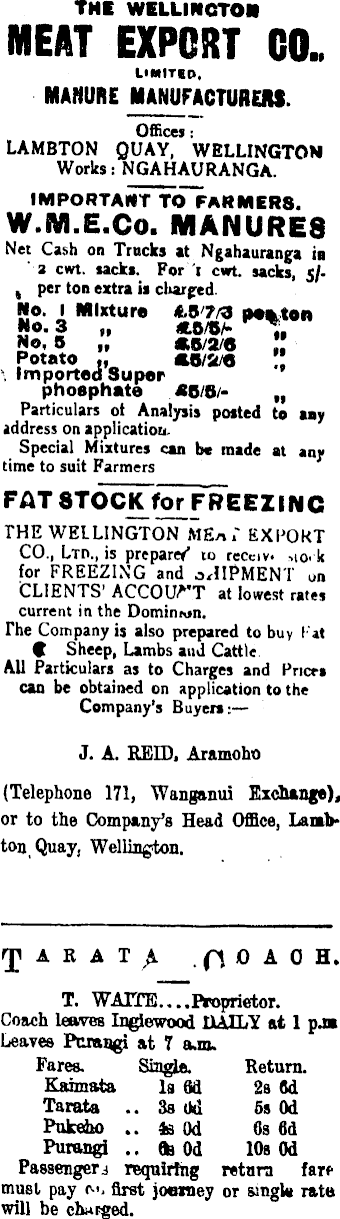 THE WELLINGTON
MEAT EXPORT CO.,
LIMITED.
MANURE MANUFACTURERS.
Offices :
LAMBTON QUAY, WELLINGTON
Works : NGAHAURANGA.
IMPORTANT TO FARMERS.
W.M.E.Co. MANURES
Net Cash on Trucks at Ngahauranga in
2 cwt. sacks. For 1 cwt. sacks, 5/-
per ton extra is charged.
No. 1 Mixture £5/7/3 per ton
No. 3 „ £5/5/- „
No. 5 „ £5/2/6 „
Potato „ £5/2/6 „
Imported Super
phosphate £5/5/- „
Particulars of Analysis posted to any
address on application.
Special Mixtures can be made at any
time to suit Farmers
FAT STOCK for FREEZING
THE WELLINGTON MEAT EXPORT
CO., LTD., is prepared to receive stock
for FREEZING and SHIPMENT on
CLIENTS' ACCOUNT at lowest rates
current in the Dominion.
The Company is also prepared to buy Fat
Sheep, Lambs and Cattle
All Particulars as to Charges and Prices
can be obtained on application to the
Company's Buyers :—
J. A. REID, Aramoho
(Telephone 171, Wanganui Exchange),
or to the Company's Head Office, Lamb-
ton Quay, Wellington.
TARATA COACH.
T. WAITE....Proprietor.
Coach leaves Inglewood DAILY at 1 p.m
Leaves Purangi at 7 a.m.
Fares. Single. Return.
Kaimata 1s 6d 2s 6d
Tarata .. 3s 0d 5s 0d
Pukeho .. 4s 0d 6s 6d
Purangi .. 6s 0d 10s 0d
Passengers requiring return fare
must pay on first journey or single rate
will be charged.